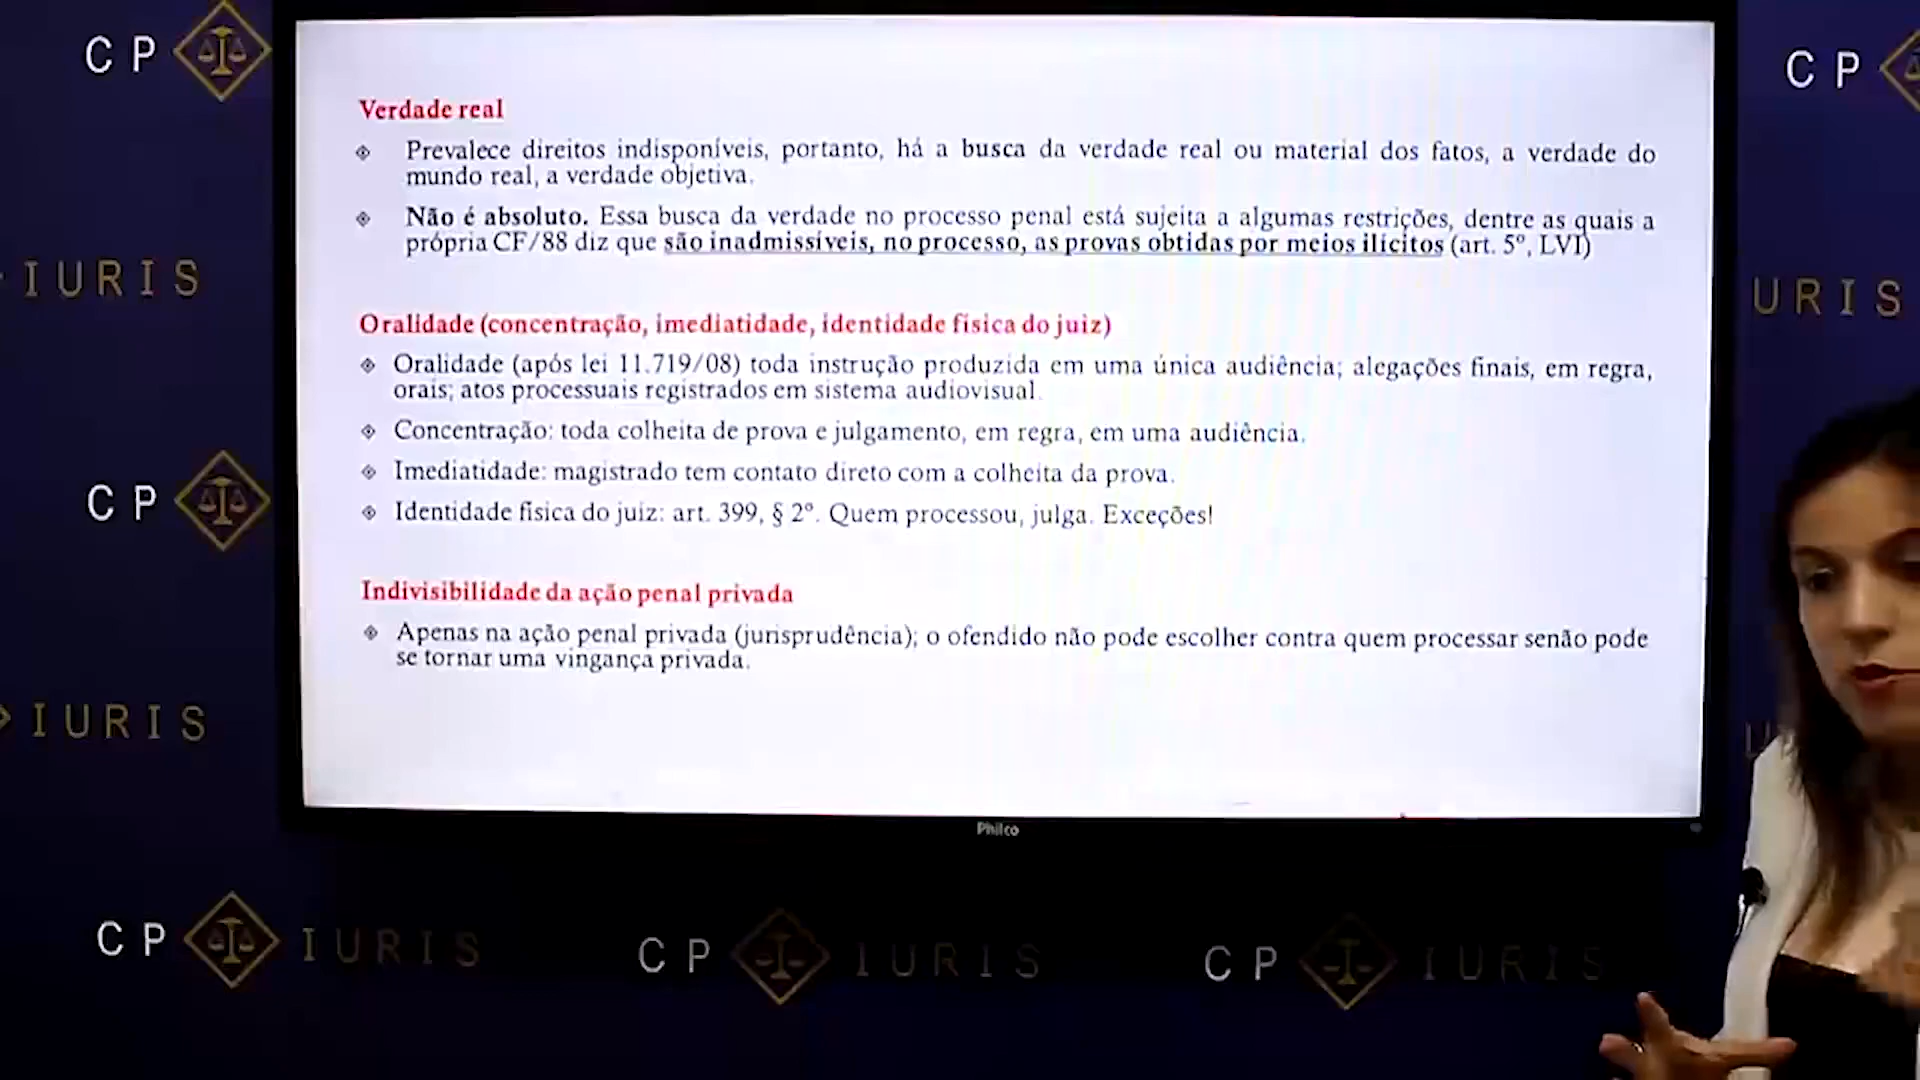 CP
CP
Verdade real
Prevalece direitos indisponíveis, portanto, há a busca da verdade real ou material dos fatos, a verdade do
mundo real, a verdade objetiva.
Não é absoluto. Essa busca da verdade no processo penal está sujeita a algumas restrições, dentre as quais a
própria CF/88 diz que são inadmissíveis, no processo, as provas obtidas por meios ilícitos (art. 5º, LVI)
IURIS
URIS
Oralidade (concentração, imediatidade, identidade física do juiz)
Oralidade (após lei 11.719/08) toda instrução produzida em uma única audiência; alegações finais, em regra,
orais; atos processuais registrados em sistema audiovisual.
Concentração: toda colheita de prova e julgamento, em regra, em uma audiência.
Imediatidade: magistrado tem contato direto com a colheita da prova.
Identidade física do juiz: art. 399, § 2º. Quem processou, julga. Exceções!
CP
Indivisibilidade da ação penal privada
Apenas na ação penal privada (jurisprudência); o ofendido não pode escolher contra quem processar senão pode
se tornar uma vingança privada.
IURIS
Philco
CP IURIS
CP IURIS
CP IURIS